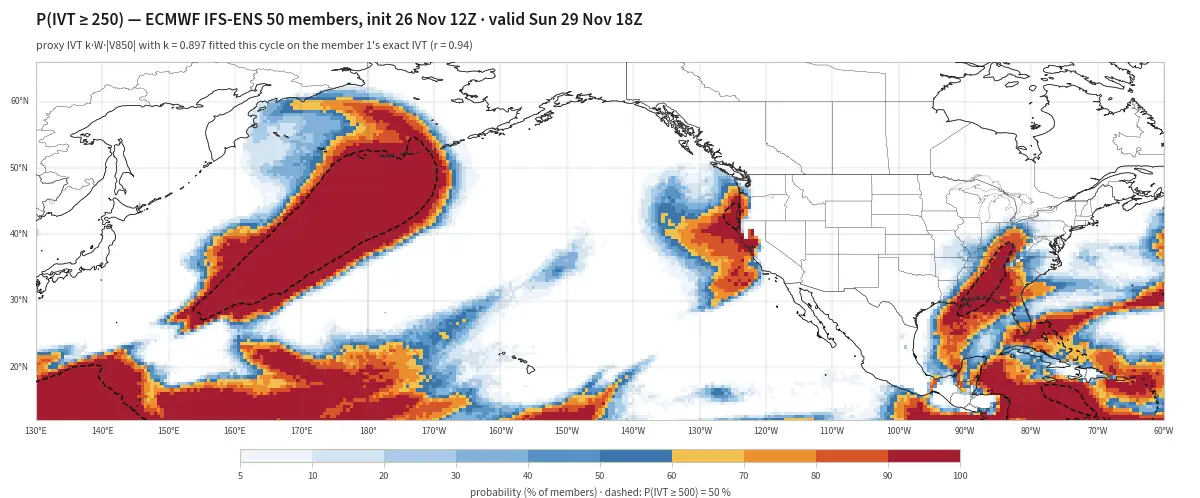 P(IVT ≥ 250) — ECMWF IFS-ENS 50 members, init 26 Nov 12Z · valid Sun 29 Nov 18Z
proxy IVT k·W·|V850| with k = 0.897 fitted this cycle on the member 1's exact IVT (r = 0.94)
60°N
50°N
40°N
30°N
20°N
130°E 140°E 150°E 160°E 170°E 180° 170°W 160°W 150°W 140°W 130°W 120°W 110°W 100°W 90°W 80°W 70°W 60°W
5 10 20 30 40 50 60 70 80 90 100
probability (% of members) · dashed: P(IVT ≥ 500) = 50 %